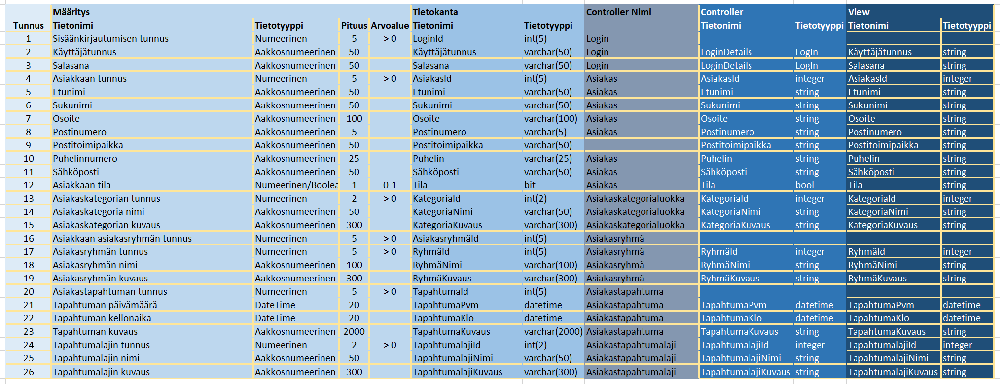 Määritys Tietokanta Controller Nimi Controller View
Tunnus Tietonimi Tietotyyppi Pituus Arvoalue Tietonimi Tietotyyppi Tietonimi Tietotyyppi Tietonimi Tietotyyppi
1 Sisäänkirjautumisen tunnus Numeerinen 5 > 0 LoginId int(5) Login
2 Käyttäjätunnus Aakkosnumeerinen 50 Käyttäjätunnus varchar(50) Login LoginDetails LogIn Käyttäjätunnus string
3 Salasana Aakkosnumeerinen 50 Salasana varchar(50) Login LoginDetails LogIn Salasana string
4 Asiakkaan tunnus Numeerinen 5 > 0 AsiakasId int(5) Asiakas AsiakasId integer AsiakasId integer
5 Etunimi Aakkosnumeerinen 50 Etunimi varchar(50) Asiakas Etunimi string Etunimi string
6 Sukunimi Aakkosnumeerinen 50 Sukunimi varchar(50) Asiakas Sukunimi string Sukunimi string
7 Osoite Aakkosnumeerinen 100 Osoite varchar(100) Asiakas Osoite string Osoite string
8 Postinumero Aakkosnumeerinen 5 Postinumero varchar(5) Asiakas Postinumero string Postinumero string
9 Postitoimipaikka Aakkosnumeerinen 50 Postitoimipaikka varchar(50) Postitoimipaikka string Postitoimipaikka string
10 Puhelinnumero Aakkosnumeerinen 25 Puhelin varchar(25) Asiakas Puhelin string Puhelin string
11 Sähköposti Aakkosnumeerinen 50 Sähköposti varchar(50) Asiakas Sähköposti string Sähköposti string
12 Asiakkaan tila Numeerinen/Boolea 1 0-1 Tila bit Asiakas Tila bool Tila string
13 Asiakaskategorian tunnus Numeerinen 2 > 0 KategoriaId int(2) Asiakaskategorialuokka KategoriaId integer KategoriaId integer
14 Asiakaskategoria nimi Aakkosnumeerinen 50 KategoriaNimi varchar(50) Asiakaskategorialuokka KategoriaNimi string KategoriaNimi string
15 Asiakaskategorian kuvaus Aakkosnumeerinen 300 KategoriaKuvaus varchar(300) Asiakaskategorialuokka KategoriaKuvaus string KategoriaKuvaus string
16 Asiakkaan asiakasryhmän tunnus Numeerinen 5 > 0 AsiakasryhmäId int(5) Asiakasryhmä
17 Asiakasryhmän tunnus Numeerinen 5 > 0 RyhmäId int(5) Asiakasryhmä RyhmäId integer RyhmäId integer
18 Asiakasryhmän nimi Aakkosnumeerinen 100 RyhmäNimi varchar(100) Asiakasryhmä RyhmäNimi string RyhmäNimi string
19 Asiakasryhmän kuvaus Aakkosnumeerinen 300 RyhmäKuvaus varchar(300) Asiakasryhmä RyhmäKuvaus string RyhmäKuvaus string
20 Asiakastapahtuman tunnus Numeerinen 5 > 0 TapahtumaId int(5) Asiakastapahtuma
21 Tapahtuman päivämäärä DateTime 20 TapahtumaPvm datetime Asiakastapahtuma TapahtumaPvm datetime TapahtumaPvm datetime
22 Tapahtuman kellonaika DateTime 20 TapahtumaKlo datetime Asiakastapahtuma TapahtumaKlo datetime TapahtumaKlo datetime
23 Tapahtuman kuvaus Aakkosnumeerinen 2000 TapahtumaKuvaus varchar(2000) Asiakastapahtuma TapahtumaKuvaus string TapahtumaKuvaus string
24 Tapahtumalajin tunnus Numeerinen 2 > 0 TapahtumalajiId int(2) Asiakastapahtumalaji TapahtumalajiId integer TapahtumalajiId integer
25 Tapahtumalajin nimi Aakkosnumeerinen 50 TapahtumalajiNimi varchar(50) Asiakastapahtumalaji TapahtumalajiNimi string TapahtumalajiNimi string
26 Tapahtumalajin kuvaus Aakkosnumeerinen 300 TapahtumalajiKuvaus varchar(300) Asiakastapahtumalaji TapahtumalajiKuvaus string TapahtumalajiKuvaus string